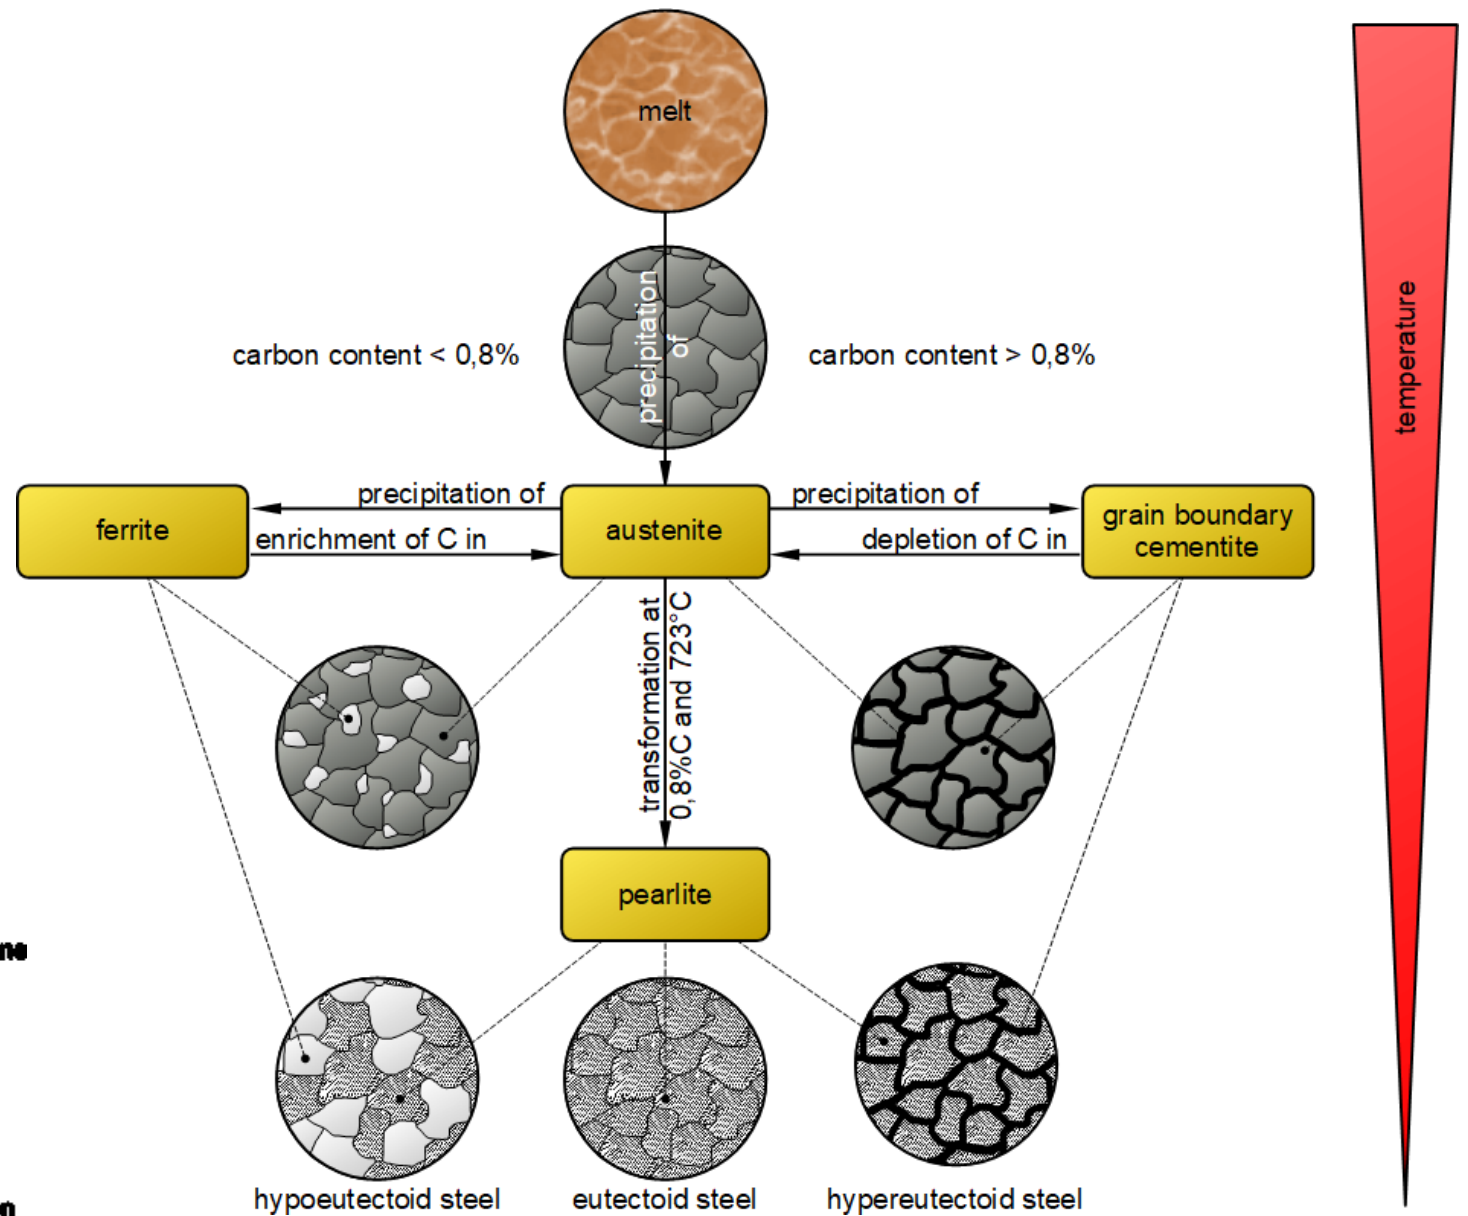 melt
precipitation
of
carbon content < 0,8%
carbon content > 0,8%
temperature
precipitation of
precipitation of
ferrite
austenite
grain boundary
cementite
enrichment of C in
depletion of C in
transformation at
0,8%C and 723°C
pearlite
hypoeutectoid steel
eutectoid steel
hypereutectoid steel